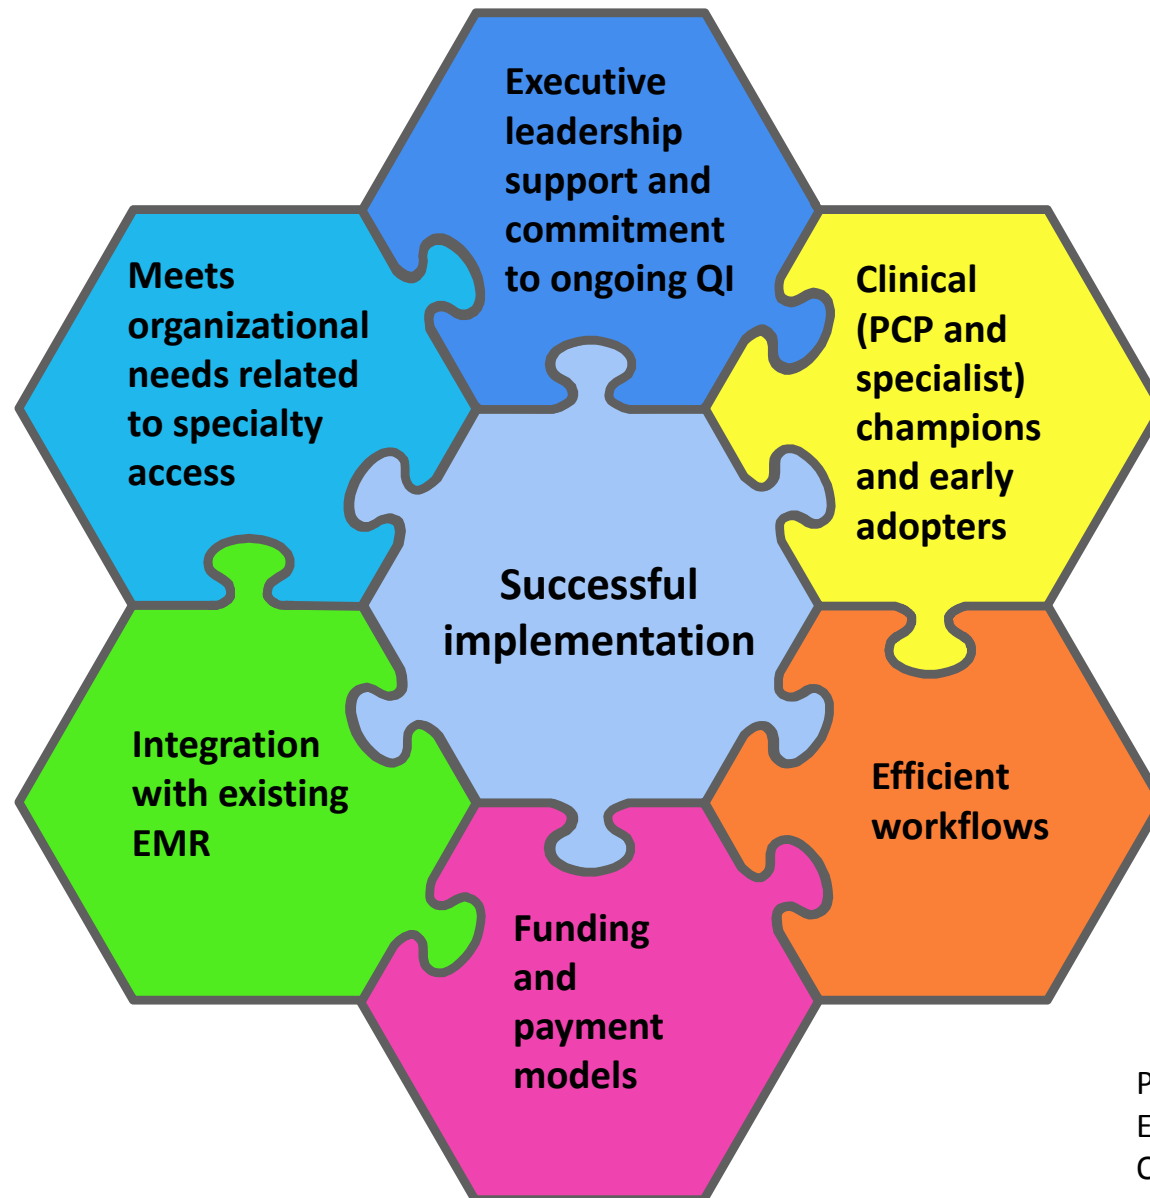 Executive
leadership
support and
commitment
to ongoing QI
Meets
organizational
needs related
to specialty
access
Clinical
(PCP and
specialist)
champions
and early
adopters
Successful
implementation
Integration
with existing
EMR
Efficient
workflows
Funding
and
payment
models